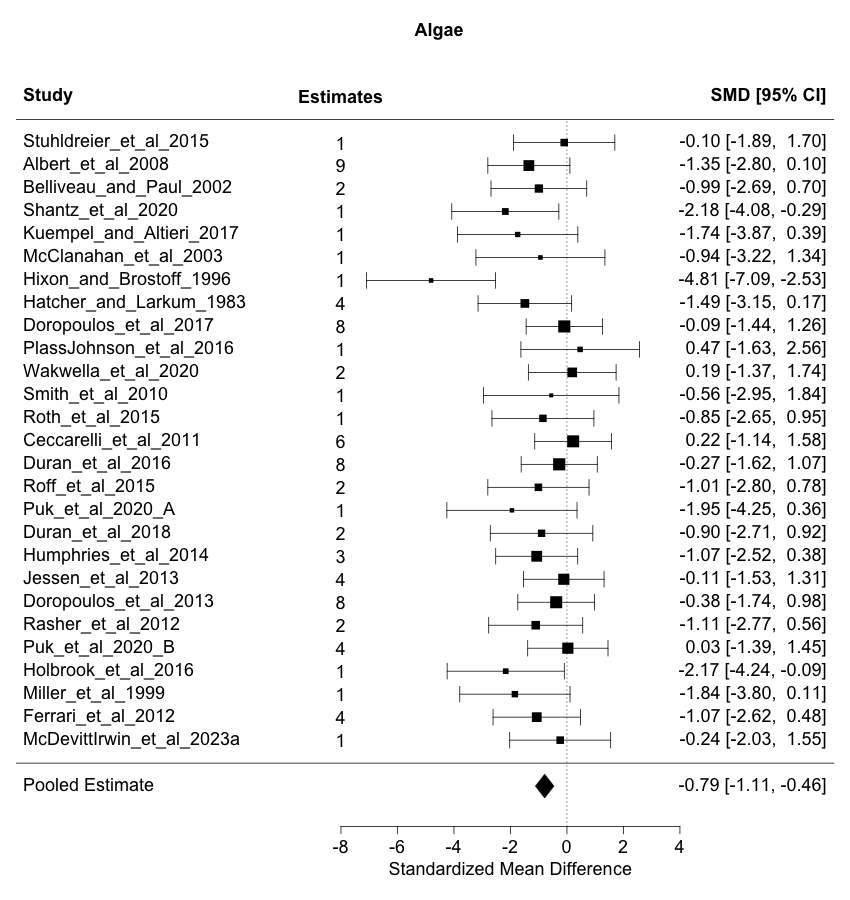 Algae
Study Estimates SMD [95% CI]
Stuhldreier_et_al_2015 1 -0.10 [-1.89, 1.70]
Albert_et_al_2008 9 -1.35 [-2.80, 0.10]
Belliveau_and_Paul_2002 2 -0.99 [-2.69, 0.70]
Shantz_et_al_2020 1 -2.18 [-4.08, -0.29]
Kuempel_and_Altieri_2017 1 -1.74 [-3.87, 0.39]
McClanahan_et_al_2003 1 -0.94 [-3.22, 1.34]
Hixon_and_Brostoff_1996 1 -4.81 [-7.09, -2.53]
Hatcher_and_Larkum_1983 4 -1.49 [-3.15, 0.17]
Doropoulos_et_al_2017 8 -0.09 [-1.44, 1.26]
PlassJohnson_et_al_2016 1 0.47 [-1.63, 2.56]
Wakwella_et_al_2020 2 0.19 [-1.37, 1.74]
Smith_et_al_2010 1 -0.56 [-2.95, 1.84]
Roth_et_al_2015 1 -0.85 [-2.65, 0.95]
Ceccarelli_et_al_2011 6 0.22 [-1.14, 1.58]
Duran_et_al_2016 8 -0.27 [-1.62, 1.07]
Roff_et_al_2015 2 -1.01 [-2.80, 0.78]
Puk_et_al_2020_A 1 -1.95 [-4.25, 0.36]
Duran_et_al_2018 2 -0.90 [-2.71, 0.92]
Humphries_et_al_2014 3 -1.07 [-2.52, 0.38]
Jessen_et_al_2013 4 -0.11 [-1.53, 1.31]
Doropoulos_et_al_2013 8 -0.38 [-1.74, 0.98]
Rasher_et_al_2012 2 -1.11 [-2.77, 0.56]
Puk_et_al_2020_B 4 0.03 [-1.39, 1.45]
Holbrook_et_al_2016 1 -2.17 [-4.24, -0.09]
Miller_et_al_1999 1 -1.84 [-3.80, 0.11]
Ferrari_et_al_2012 4 -1.07 [-2.62, 0.48]
McDevittIrwin_et_al_2023a 1 -0.24 [-2.03, 1.55]
Pooled Estimate -0.79 [-1.11, -0.46]
-8 -6 -4 -2 0 2 4
Standardized Mean Difference